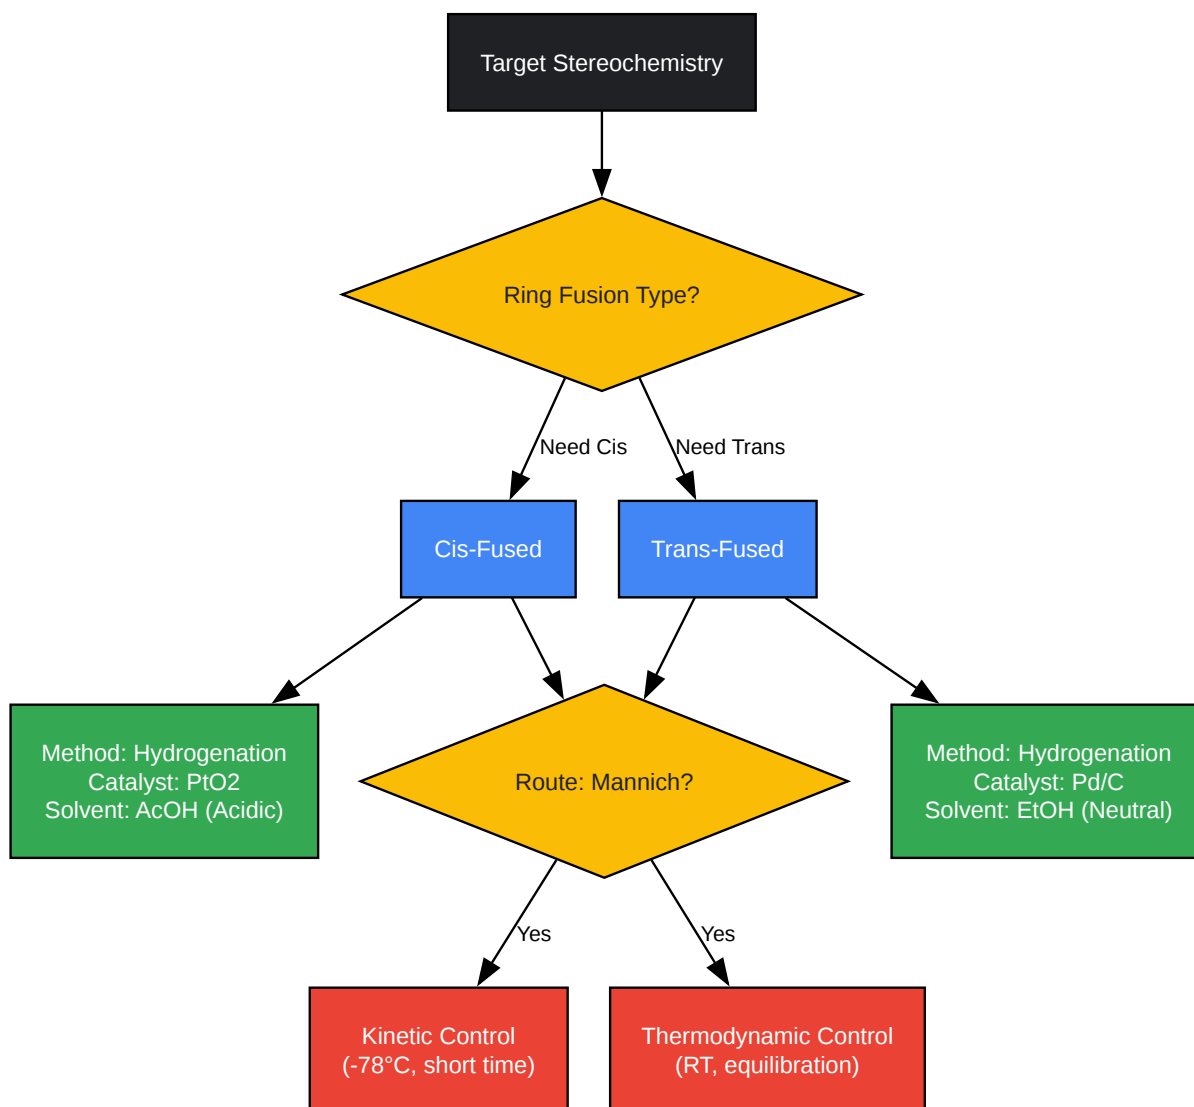 Target Stereochemistry
Ring Fusion Type?
Need Cis
Need Trans
Cis-Fused
Trans-Fused
Method: Hydrogenation
Catalyst: PtO2
Solvent: AcOH (Acidic)
Route: Mannich?
Method: Hydrogenation
Catalyst: Pd/C
Solvent: EtOH (Neutral)
Yes
Yes
Kinetic Control
(-78°C, short time)
Thermodynamic Control
(RT, equilibration)